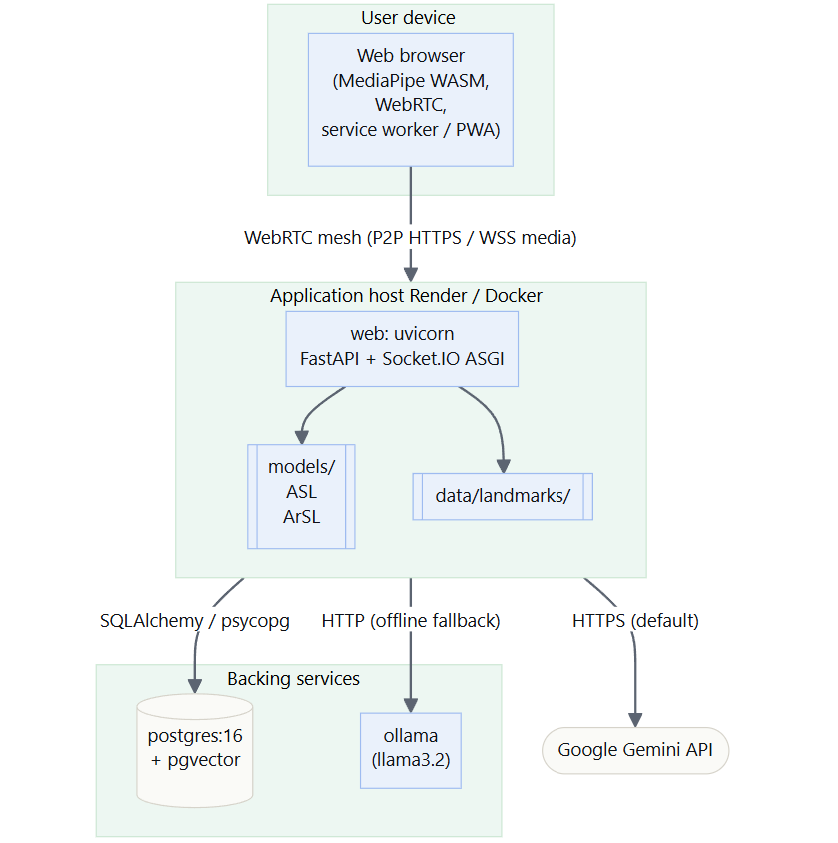 User device
Web browser
(MediaPipe WASM,
WebRTC,
service worker / PWA)
WebRTC mesh (P2P HTTPS / WSS media)
Application host Render / Docker
web: uvicorn
FastAPI + Socket.IO ASGI
models/
ASL
ArSL
data/landmarks/
SQLAlchemy / psycopg
HTTP (offline fallback)
HTTPS (default)
Backing services
postgres:16
+ pgvector
ollama
(llama3.2)
Google Gemini API